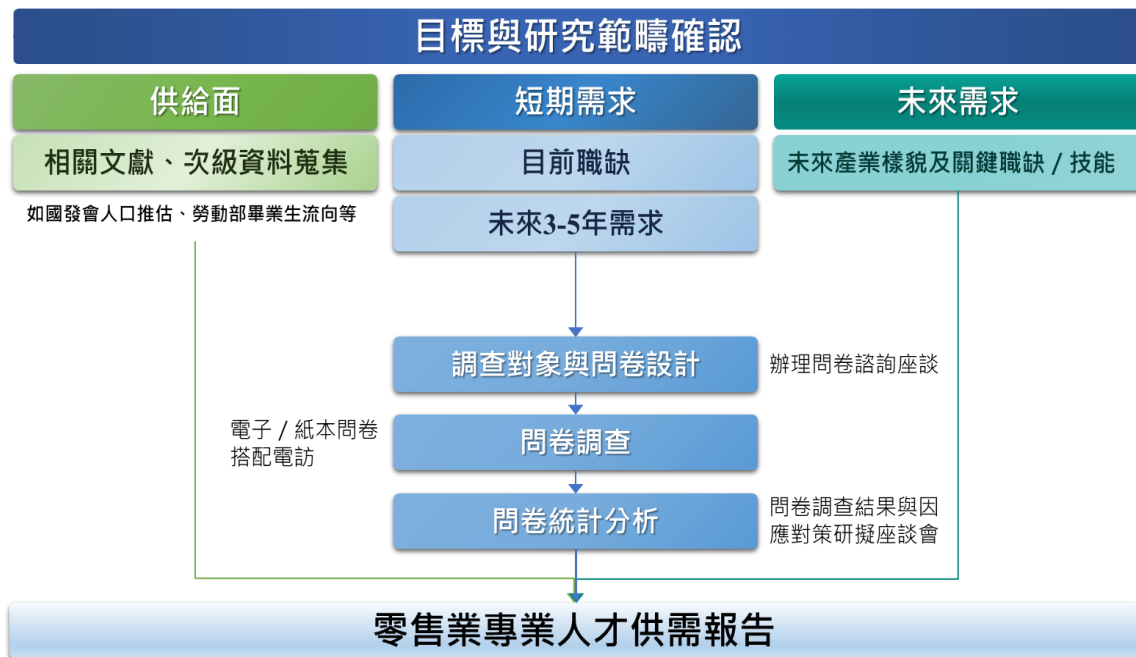 目標與研究範疇確認
供給面
短期需求
未來需求
相關文獻、次級資料蒐集
目前職缺
未來產業樣貌及關鍵職缺 / 技能
如國發會人口推估、勞動部畢業生流向等
未來3-5年需求
調查對象與問卷設計
辦理問卷諮詢座談
電子 / 紙本問卷
搭配電訪
問卷調查
問卷統計分析
問卷調查結果與因
應對策研擬座談會
零售業專業人才供需報告